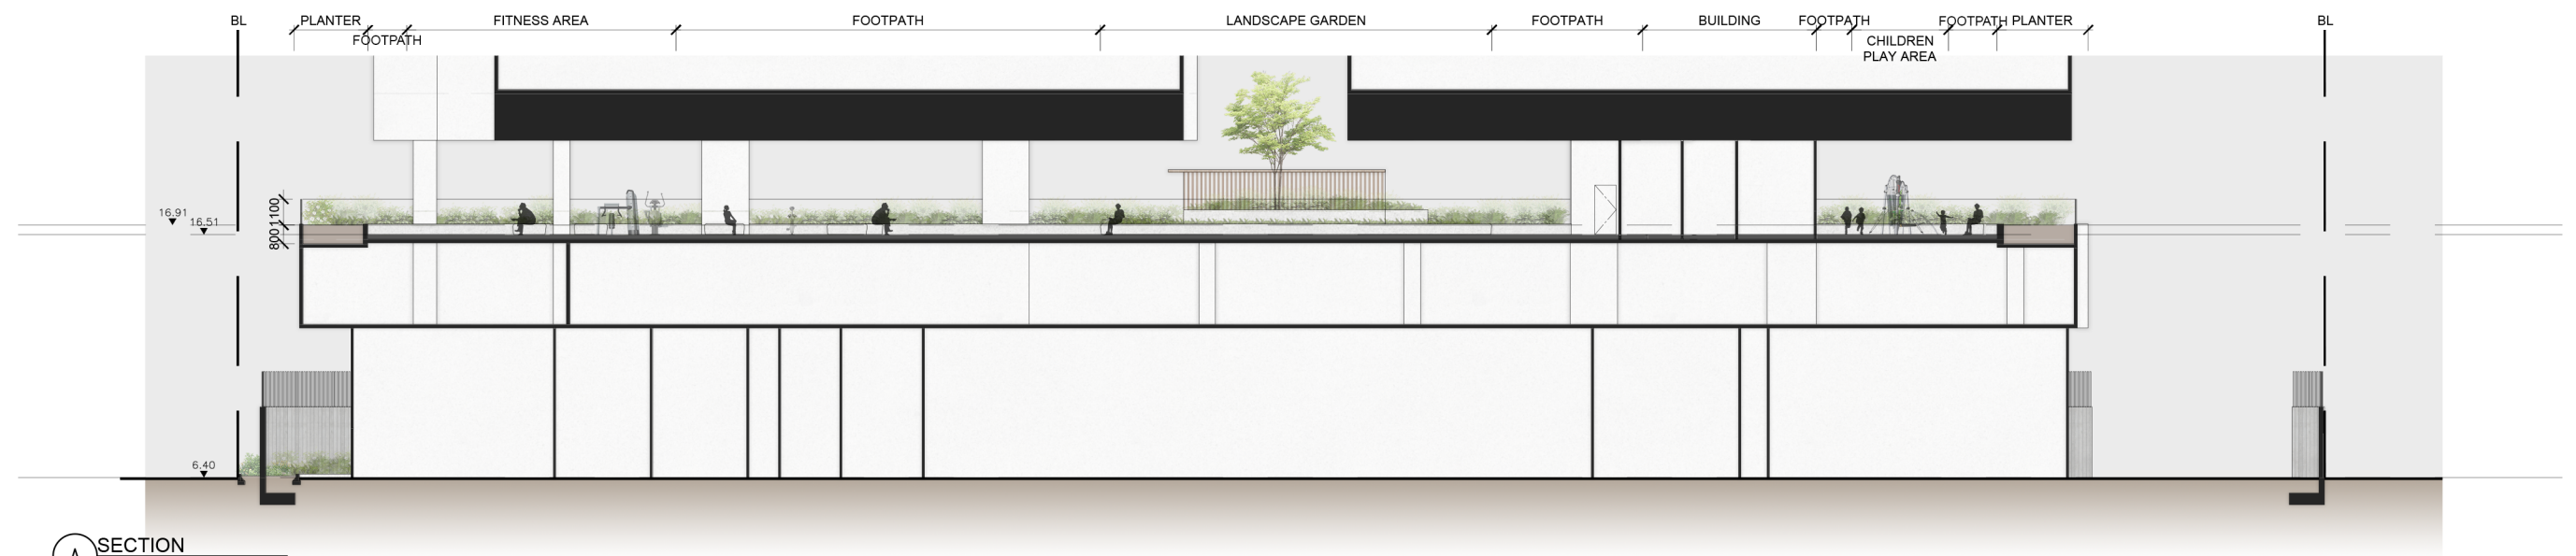 BL
PLANTER
FOOTPATH
FITNESS AREA
FOOTPATH
LANDSCAPE GARDEN
FOOTPATH
BUILDING
FOOTPATH
CHILDREN
PLAY AREA
FOOTPATH
PLANTER
BL
1100
800
16.91
16.51
6.40
A
SECTION